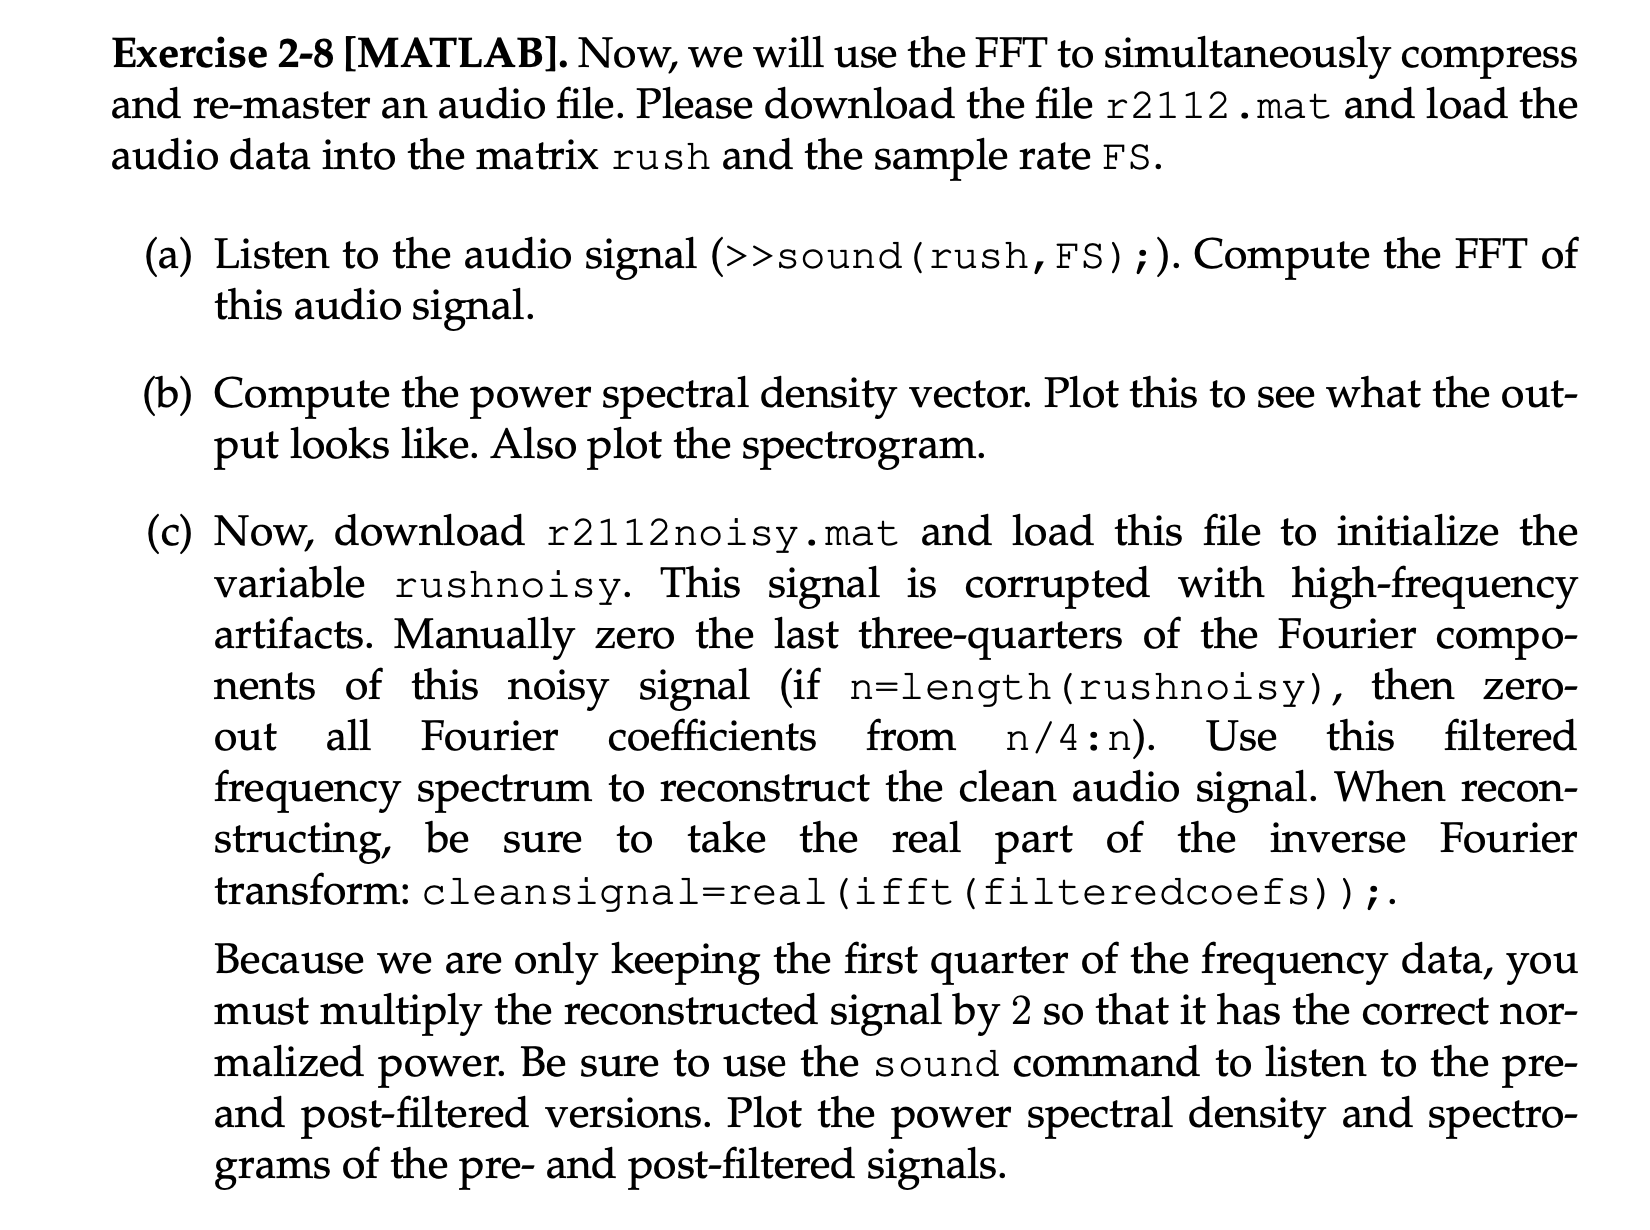 Exercise 2-8 [MATLAB]. Now, we will use the FFT to simultaneously compress
and re-master an audio file. Please download the file r2112.mat and load the
audio data into the matrix rush and the sample rate FS.
(a) Listen to the audio signal (>>sound(rush,FS);). Compute the FFT of
this audio signal.
(b) Compute the power spectral density vector. Plot this to see what the out-
put looks like. Also plot the spectrogram.
(c) Now, download r2112noisy.mat and load this file to initialize the
variable rushnoisy. This signal is corrupted with high-frequency
artifacts. Manually zero the last three-quarters of the Fourier compo-
nents of this noisy signal (if n=length(rushnoisy), then zero-
out all Fourier coefficients from n/4:n). Use this filtered
frequency spectrum to reconstruct the clean audio signal. When recon-
structing, be sure to take the real part of the inverse Fourier
transform: cleansignal=real(ifft(filteredcoefs));.
Because we are only keeping the first quarter of the frequency data, you
must multiply the reconstructed signal by 2 so that it has the correct nor-
malized power. Be sure to use the sound command to listen to the pre-
and post-filtered versions. Plot the power spectral density and spectro-
grams of the pre- and post-filtered signals.